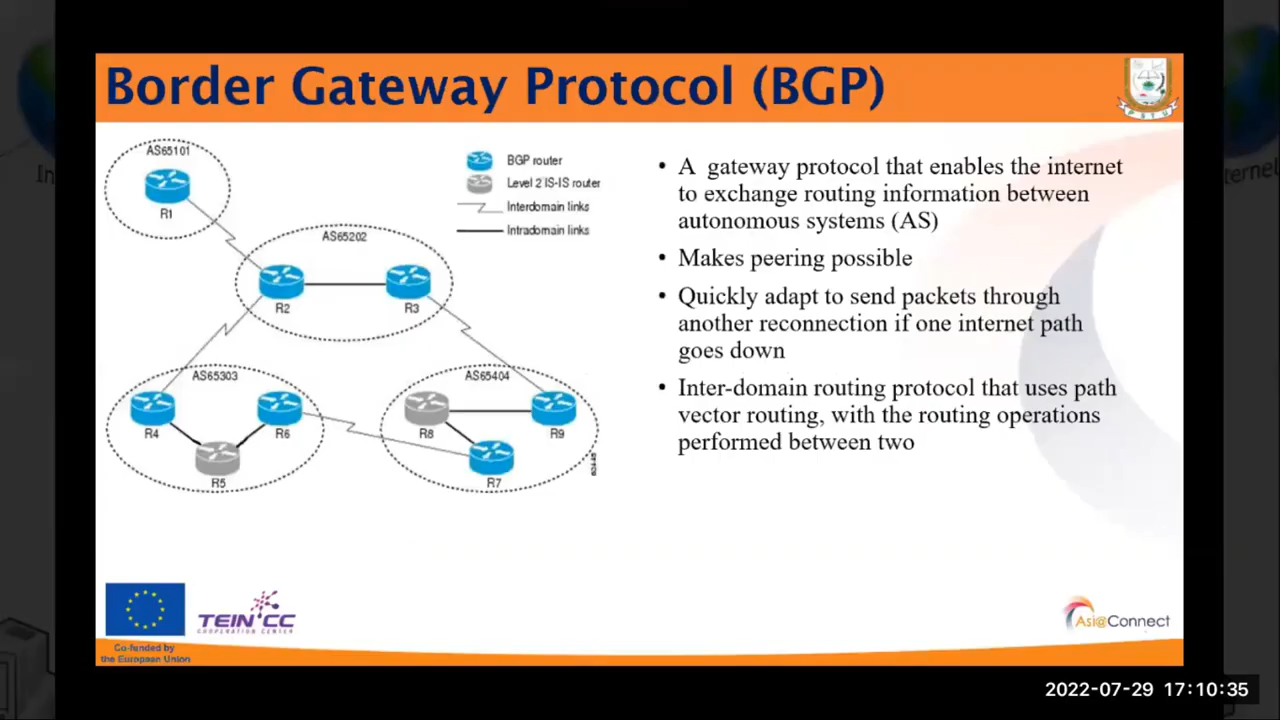 Border Gateway Protocol (BGP)
PSTU
AS65101
R1
BGP router
Level 2 IS-IS router
Interdomain links
Intradomain links
AS65202
R2
R3
AS65303
R4
R6
R5
AS65404
R8
R9
R7
• A gateway protocol that enables the internet
to exchange routing information between
autonomous systems (AS)
• Makes peering possible
• Quickly adapt to send packets through
another reconnection if one internet path
goes down
• Inter-domain routing protocol that uses path
vector routing, with the routing operations
performed between two
TEIN*CC
COOPERATION CENTER
Co-funded by
the European Union
Asi@Connect
2022-07-29 17:10:35